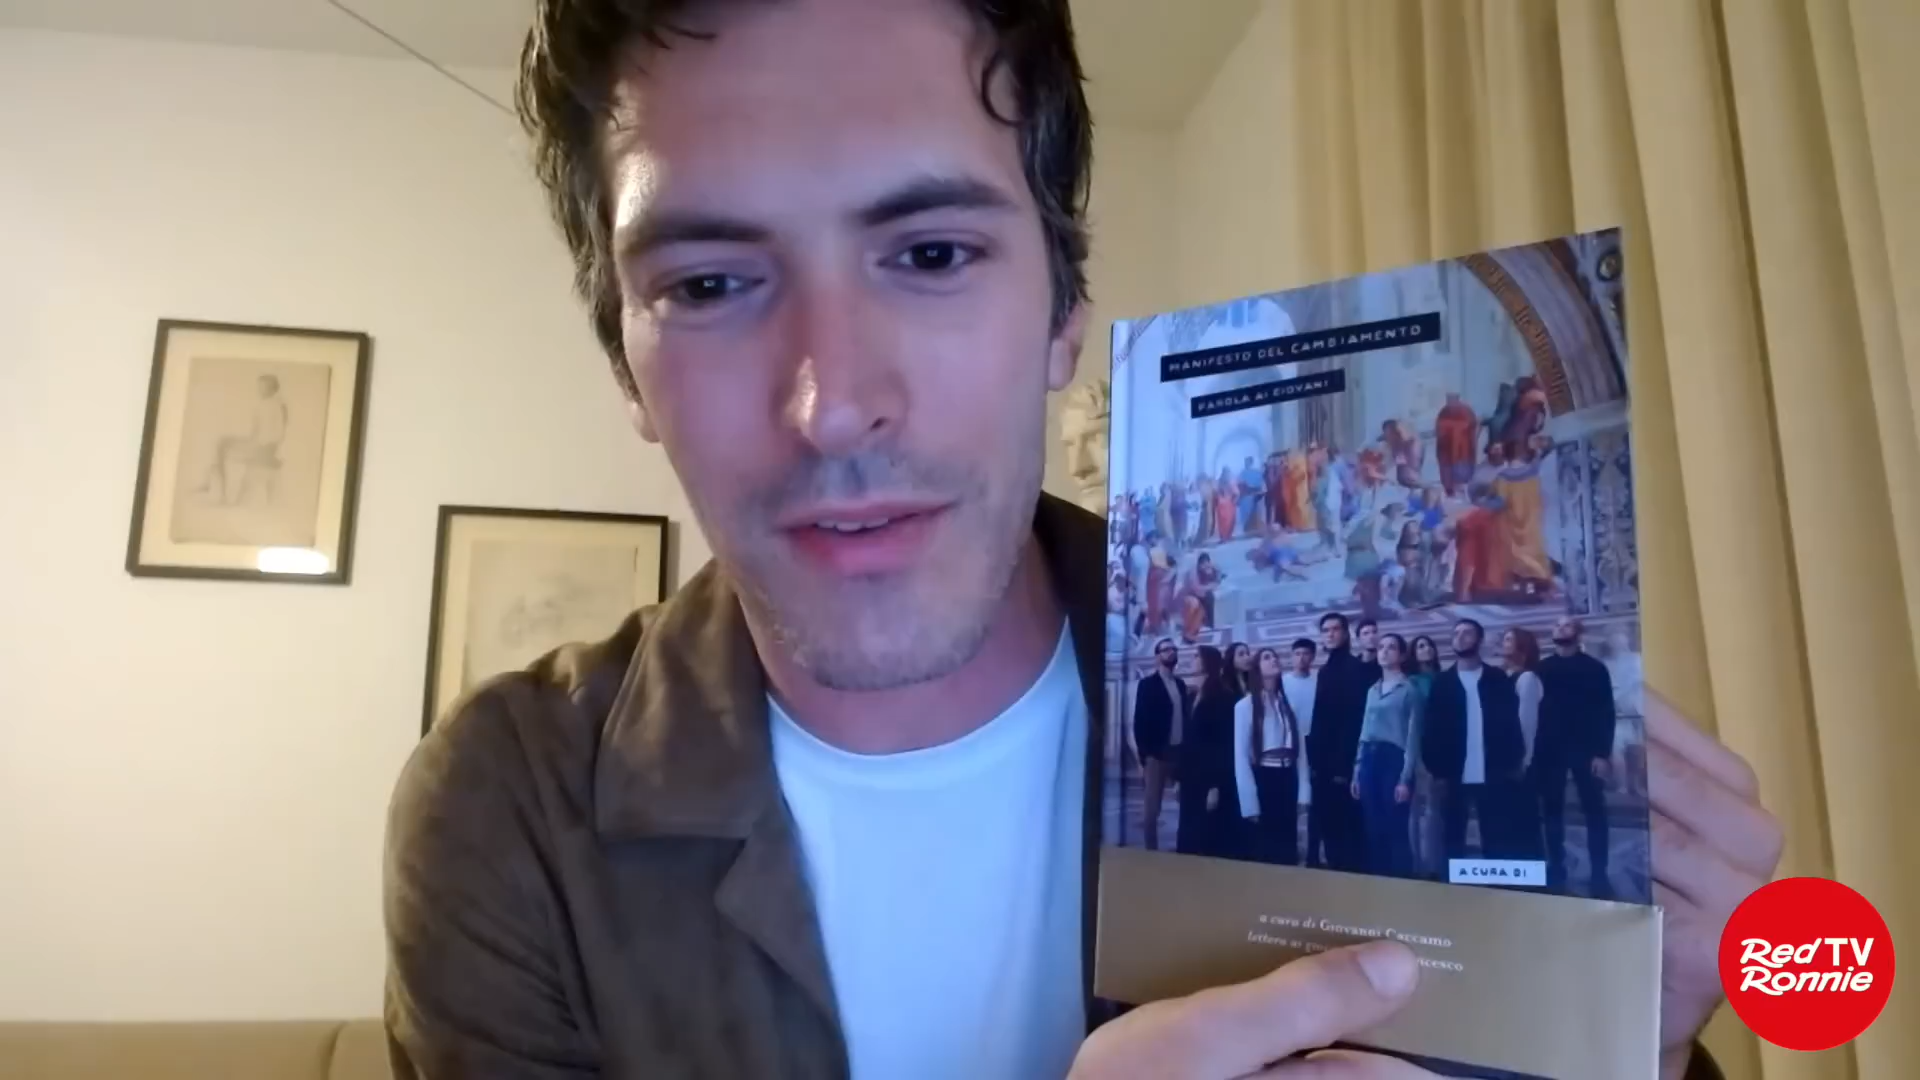 MANIFESTO DEL CAMBIAMENTO
PAROLA AI GIOVANI
A CURA DI
a cura di Giovanni Caccamo
lettera ai
Red TV
Ronnie